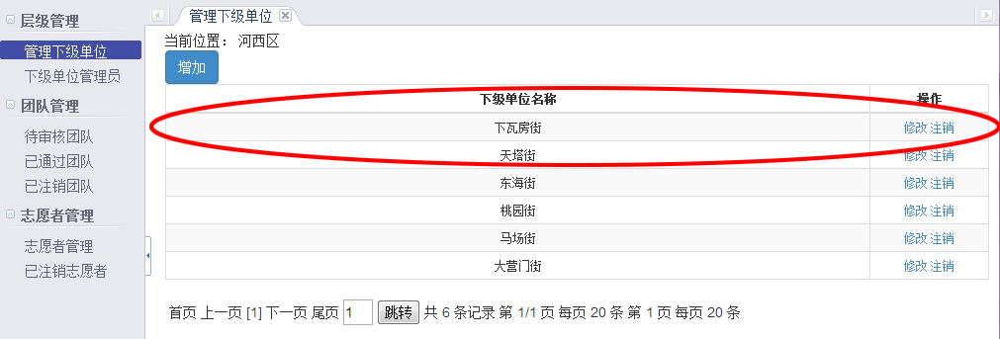 层级管理
管理下级单位
下级单位管理员
团队管理
待审核团队
已通过团队
已注销团队
志愿者管理
志愿者管理
已注销志愿者
管理下级单位
当前位置： 河西区
增加
下级单位名称 操作
下瓦房街 修改 注销
天塔街 修改 注销
东海街 修改 注销
桃园街 修改 注销
马场街 修改 注销
大营门街 修改 注销
首页 上一页 [1] 下一页 尾页 1 跳转 共 6 条记录 第 1/1 页 每页 20 条 第 1 页 每页 20 条